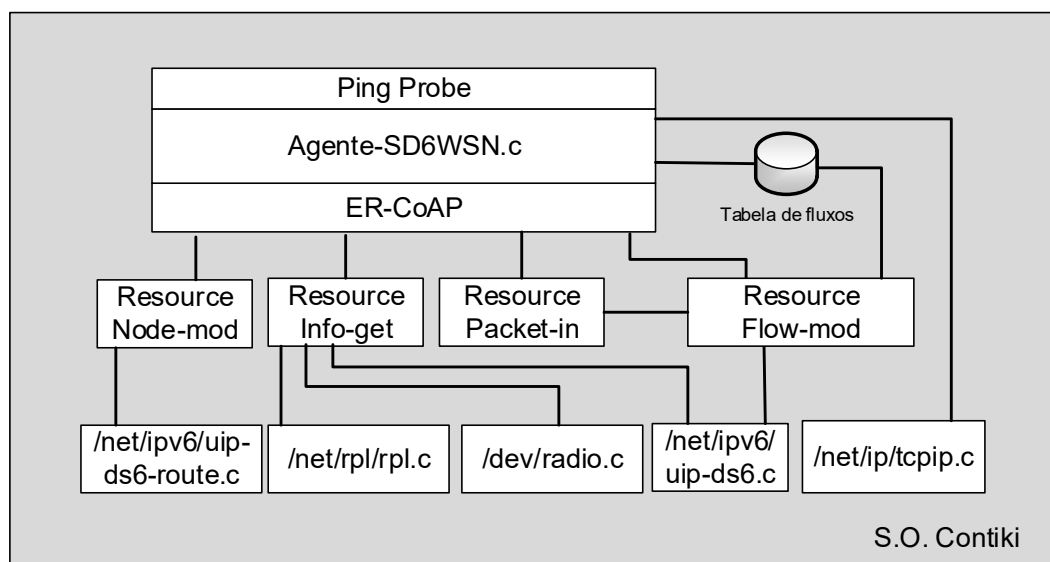 Ping Probe
Agente-SD6WSN.c
ER-CoAP
Tabela de fluxos
Resource
Node-mod
Resource
Info-get
Resource
Packet-in
Resource
Flow-mod
/net/ipv6/uip-
ds6-route.c
/net/rpl/rpl.c
/dev/radio.c
/net/ipv6/
uip-ds6.c
/net/ip/tcpip.c
S.O. Contiki